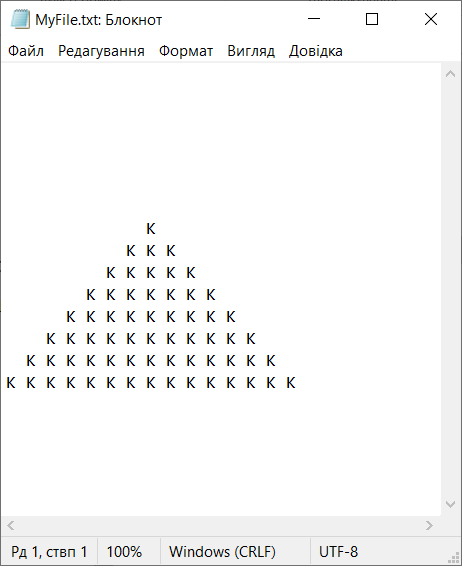 MyFile.txt: Блокнот
Файл Редагування Формат Вигляд Довідка
K
K K K
K K K K K
K K K K K K K
K K K K K K K K K
K K K K K K K K K K K
K K K K K K K K K K K K K
K K K K K K K K K K K K K K K
Рд 1, ствп 1 100% Windows (CRLF) UTF-8